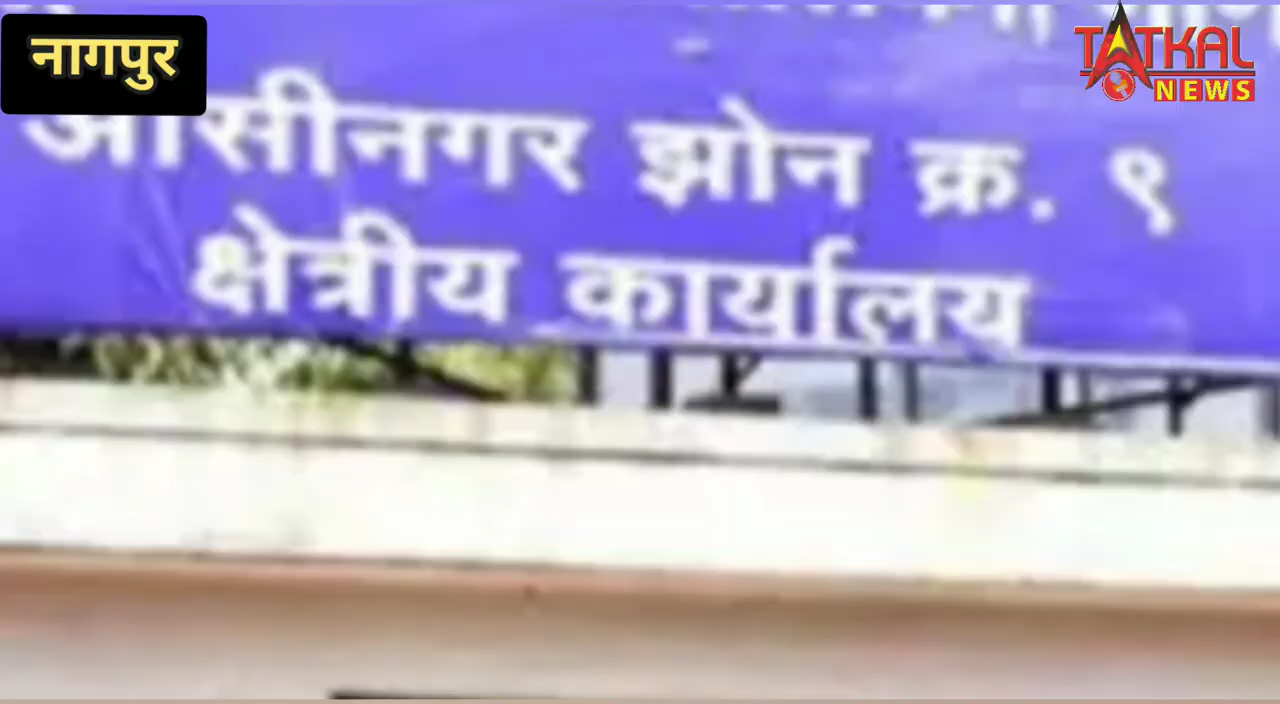 नागपुर
TATKAL
NEWS
आसीनगर झोन क्र. ९
क्षेत्रीय कार्यालय